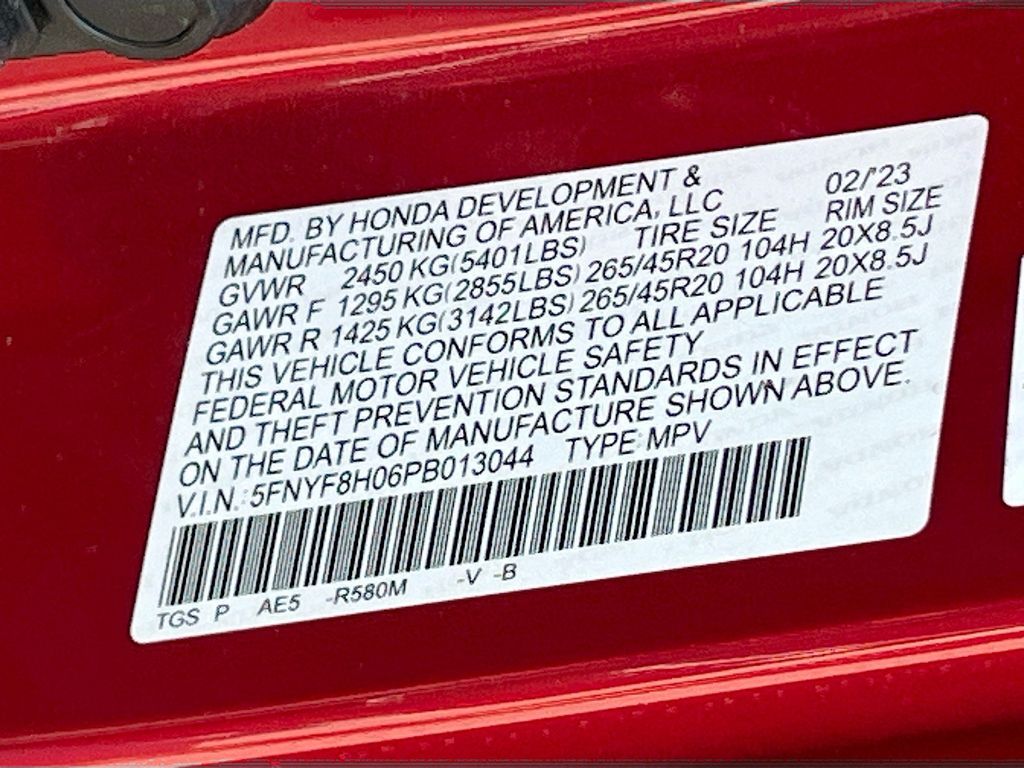 MFD. BY HONDA DEVELOPMENT & 02/'23
MANUFACTURING OF AMERICA, LLC RIM SIZE
GVWR 2450 KG(5401LBS) TIRE SIZE
GAWR F 1295 KG(2855LBS) 265/45R20 104H 20X8.5J
GAWR R 1425 KG(3142LBS) 265/45R20 104H 20X8.5J
THIS VEHICLE CONFORMS TO ALL APPLICABLE
FEDERAL MOTOR VEHICLE SAFETY
AND THEFT PREVENTION STANDARDS IN EFFECT
ON THE DATE OF MANUFACTURE SHOWN ABOVE.
V.I.N.: 5FNYF8H06PB013044 TYPE:MPV
TGS P AE5 -R580M -V -B